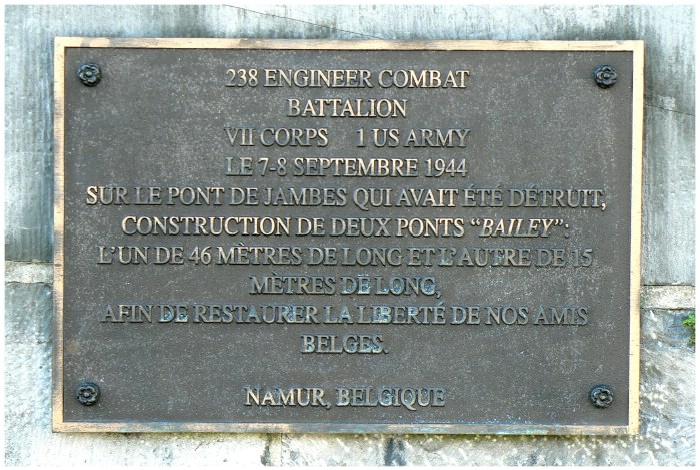 238 ENGINEER COMBAT
BATTALION
VII CORPS 1 US ARMY
LE 7-8 SEPTEMBRE 1944
SUR LE PONT DE JAMBES QUI AVAIT ÉTÉ DÉTRUIT,
CONSTRUCTION DE DEUX PONTS "BAILEY":
L'UN DE 46 MÈTRES DE LONG ET L'AUTRE DE 15
MÈTRES DE LONG,
AFIN DE RESTAURER LA LIBERTÉ DE NOS AMIS
BELGES.
NAMUR, BELGIQUE